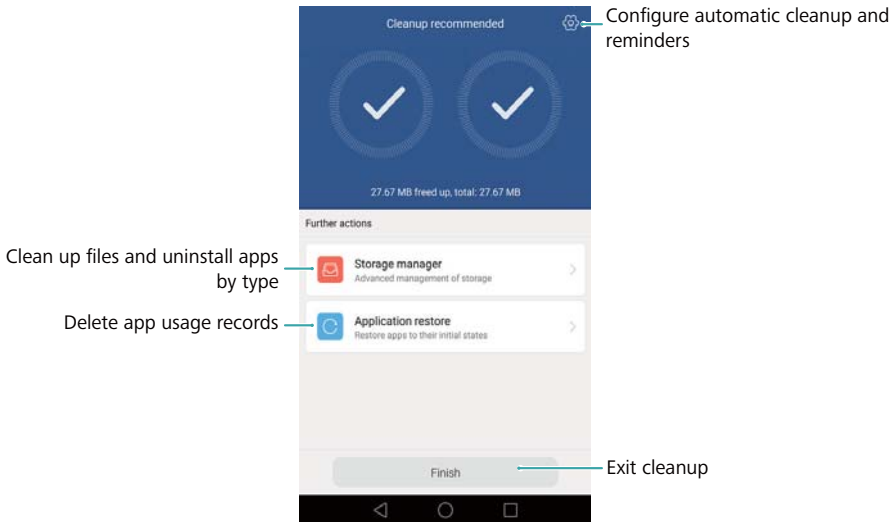 Cleanup recommended
Configure automatic cleanup and
reminders
27.67 MB freed up, total: 27.67 MB
Further actions
Clean up files and uninstall apps
by type
Storage manager
Advanced management of storage
Delete app usage records
Application restore
Restore apps to their initial states
Finish
Exit cleanup